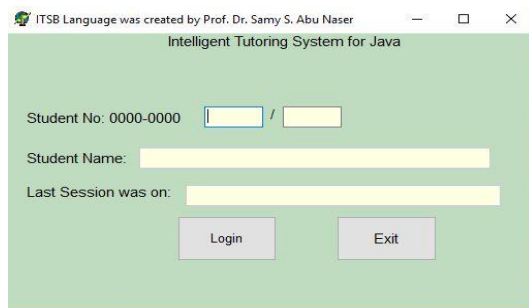 ITSB Language was created by Prof. Dr. Samy S. Abu Naser
Intelligent Tutoring System for Java
Student No: 0000-0000 /
Student Name:
Last Session was on:
Login Exit